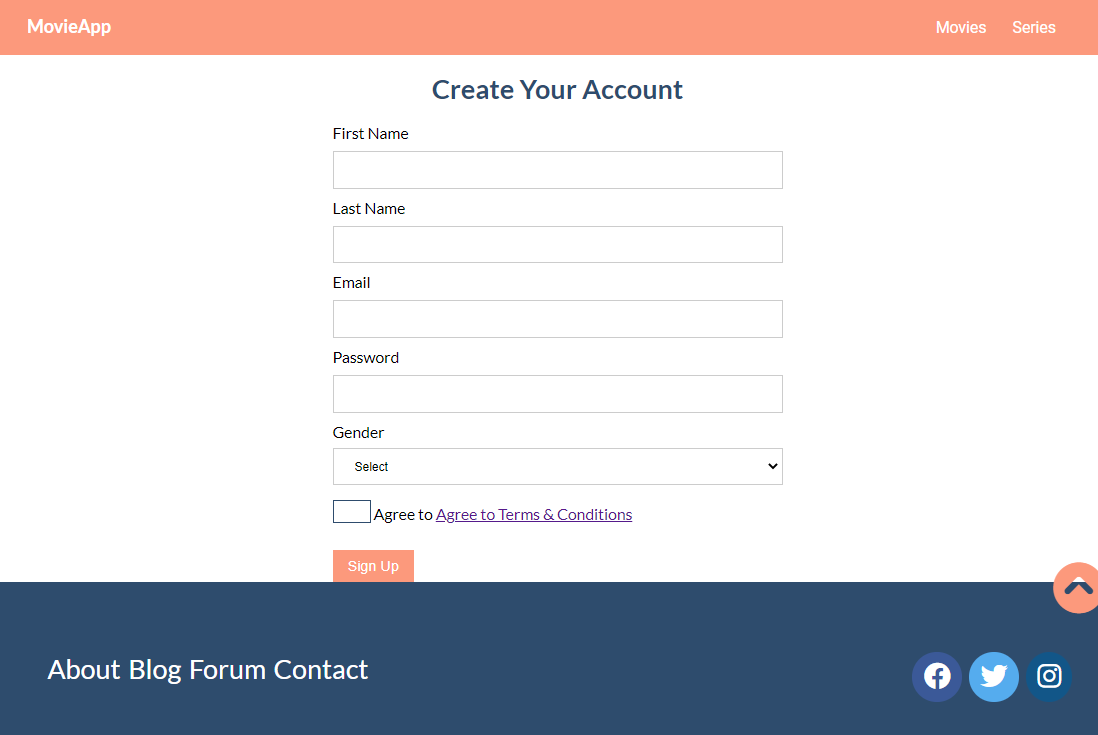 MovieApp Movies Series
Create Your Account
First Name
Last Name
Email
Password
Gender
Select
Agree to Agree to Terms & Conditions
Sign Up
About Blog Forum Contact